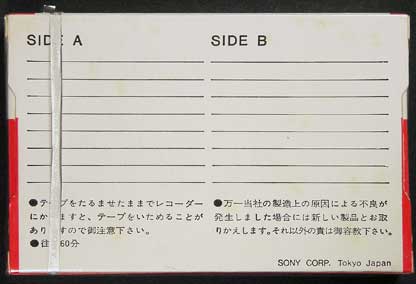 SIDE A
SIDE B
●テープをたるませたままでレコーダー
にかますと、テープをいためることが
ありすので御注意下さい。
●往60分
●万一当社の製造上の原因による不良が
発生しました場合には新しい製品とお取
りかえします。それ以外の責は御容赦下さい。
SONY CORP. Tokyo Japan